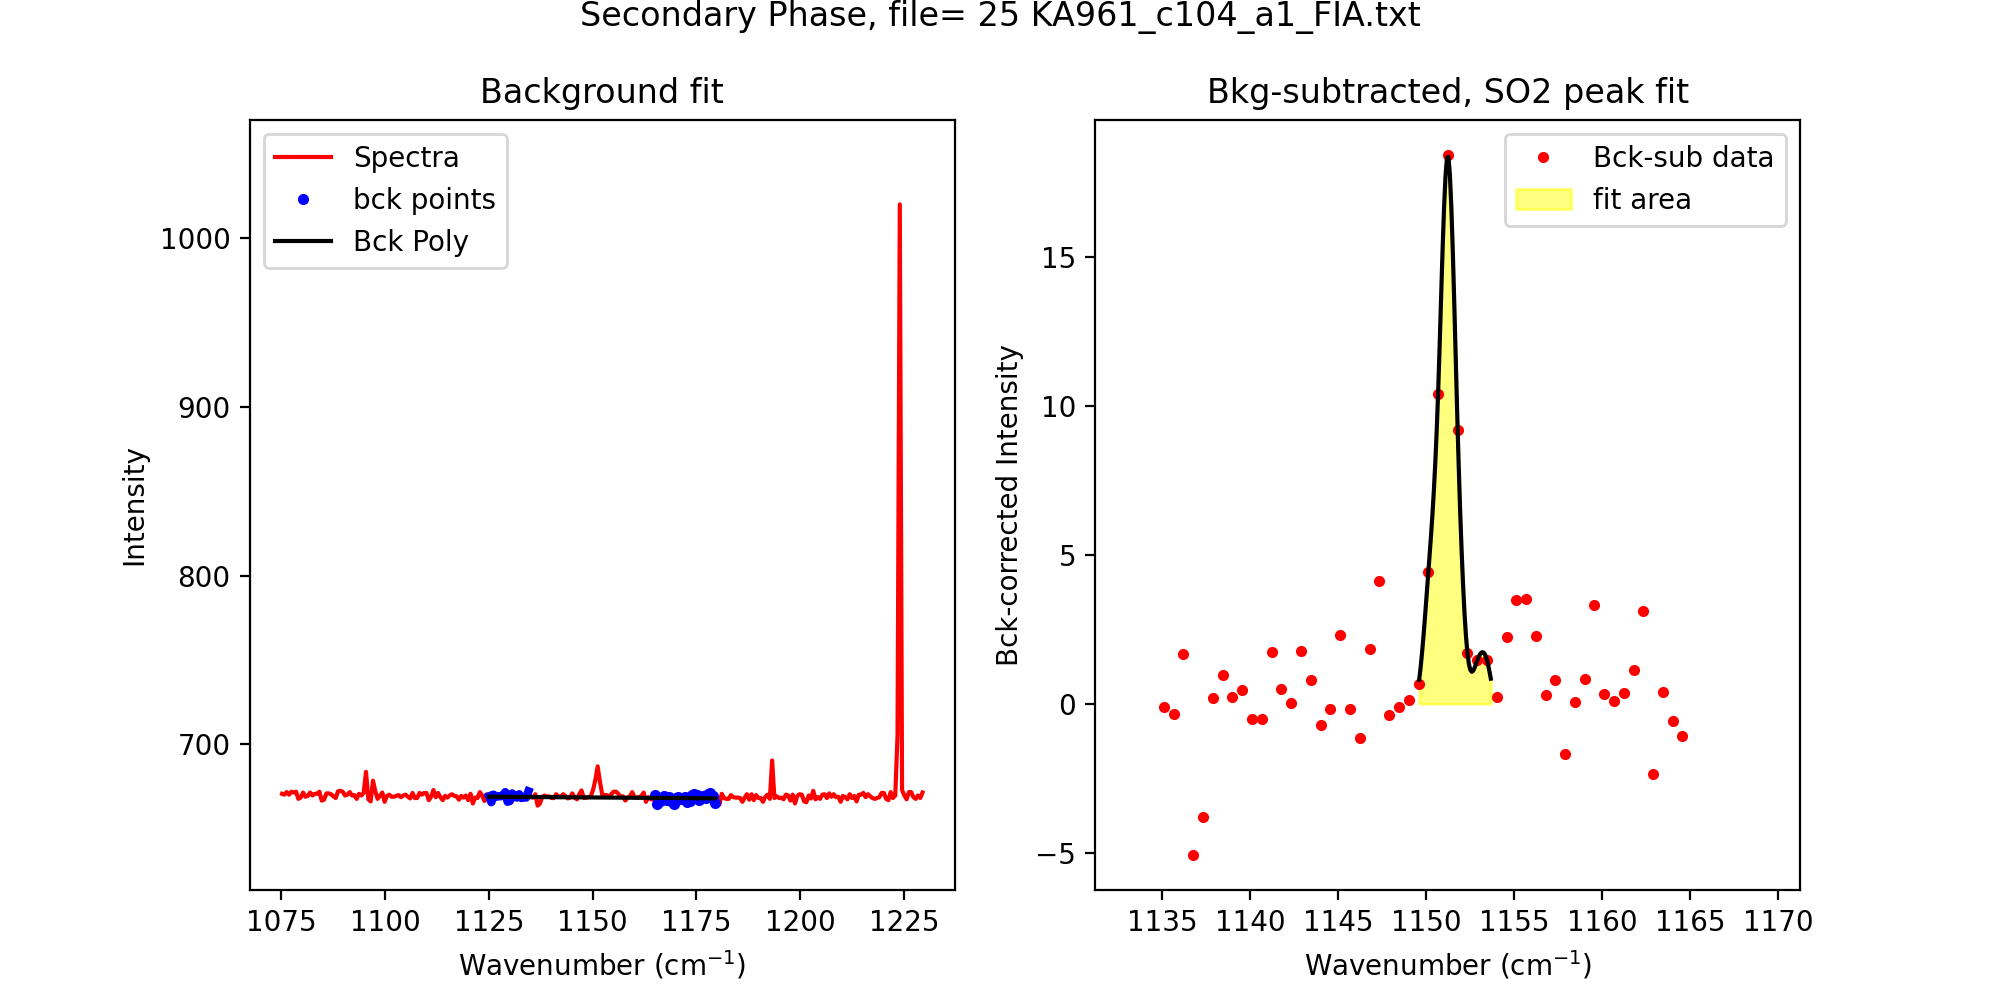 Secondary Phase, file= 25 KA961_c104_a1_FIA.txt
Background fit
Spectra
bck points
Bck Poly
Intensity
1000
900
800
700
1075 1100 1125 1150 1175 1200 1225
Wavenumber (cm⁻¹)
Bkg-subtracted, SO2 peak fit
Bck-sub data
fit area
Bck-corrected Intensity
15
10
5
0
−5
1135 1140 1145 1150 1155 1160 1165 1170
Wavenumber (cm⁻¹)